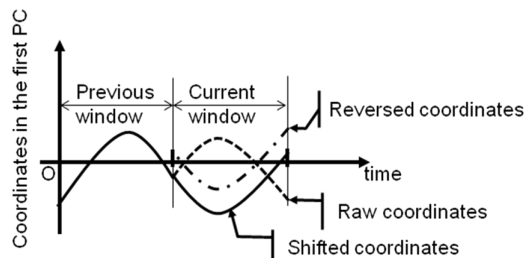 Coordinates in the first PC
Previous
window
Current
window
Reversed coordinates
O
time
Raw coordinates
Shifted coordinates